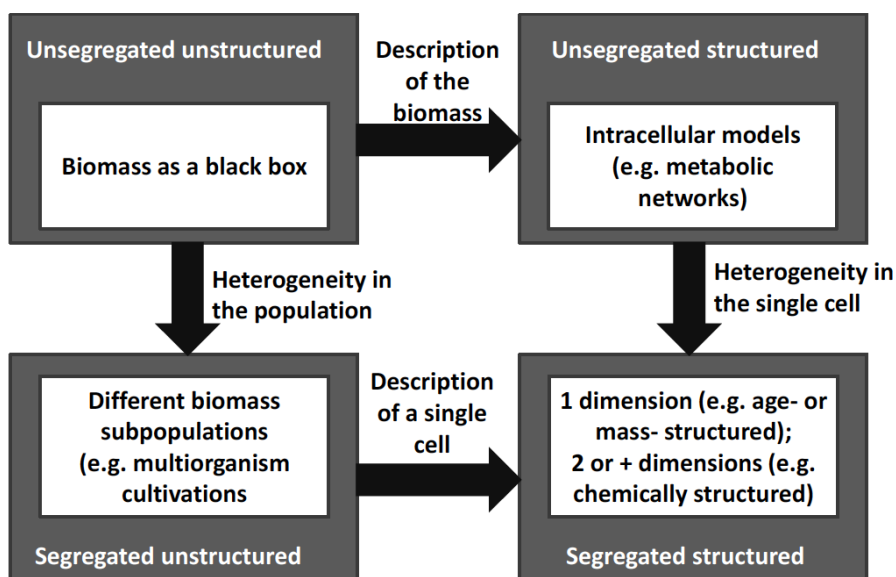 Unsegregated unstructured
Biomass as a black box
Description
of the
biomass
Unsegregated structured
Intracellular models
(e.g. metabolic
networks)
Heterogeneity in
the population
Heterogeneity in
the single cell
Different biomass
subpopulations
(e.g. multiorganism
cultivations
Segregated unstructured
Description
of a single
cell
1 dimension (e.g. age- or
mass- structured);
2 or + dimensions (e.g.
chemically structured)
Segregated structured